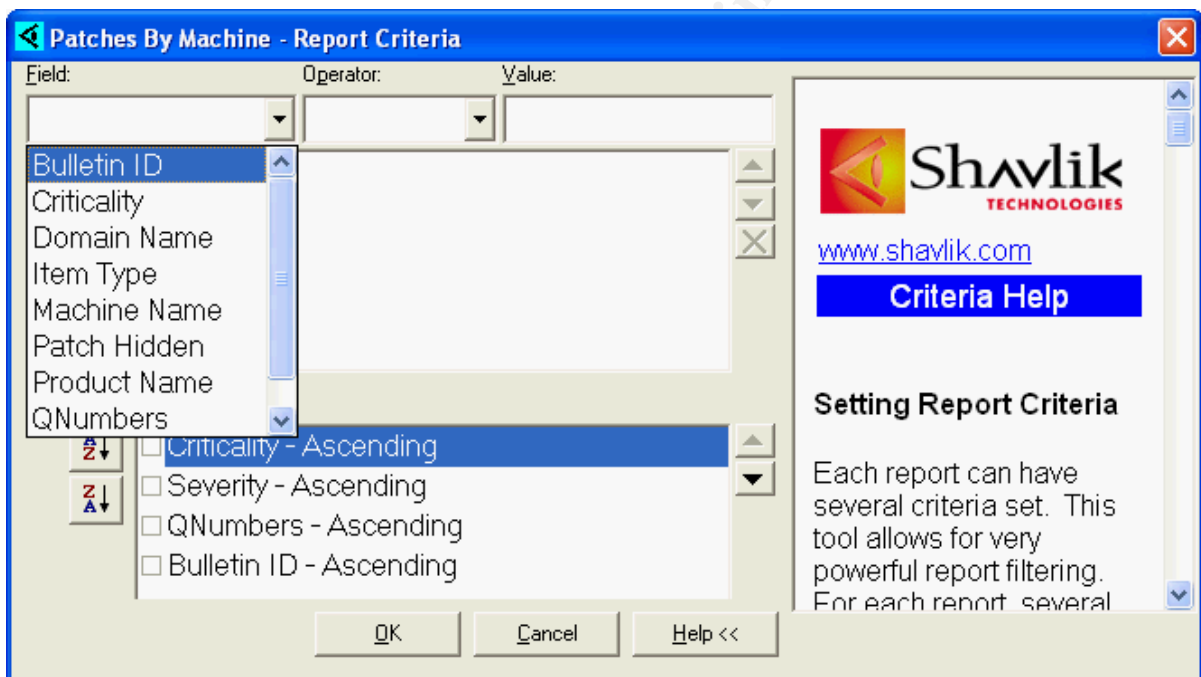 Patches By Machine - Report Criteria
Field:
Operator:
Value:
Bulletin ID
Criticality
Domain Name
Item Type
Machine Name
Patch Hidden
Product Name
QNumbers
Criticality - Ascending
Severity - Ascending
QNumbers - Ascending
Bulletin ID - Ascending
OK
Cancel
Help <<
Shavlik
TECHNOLOGIES
www.shavlik.com
Criteria Help
Setting Report Criteria
Each report can have
several criteria set. This
tool allows for very
powerful report filtering.
For each report, several